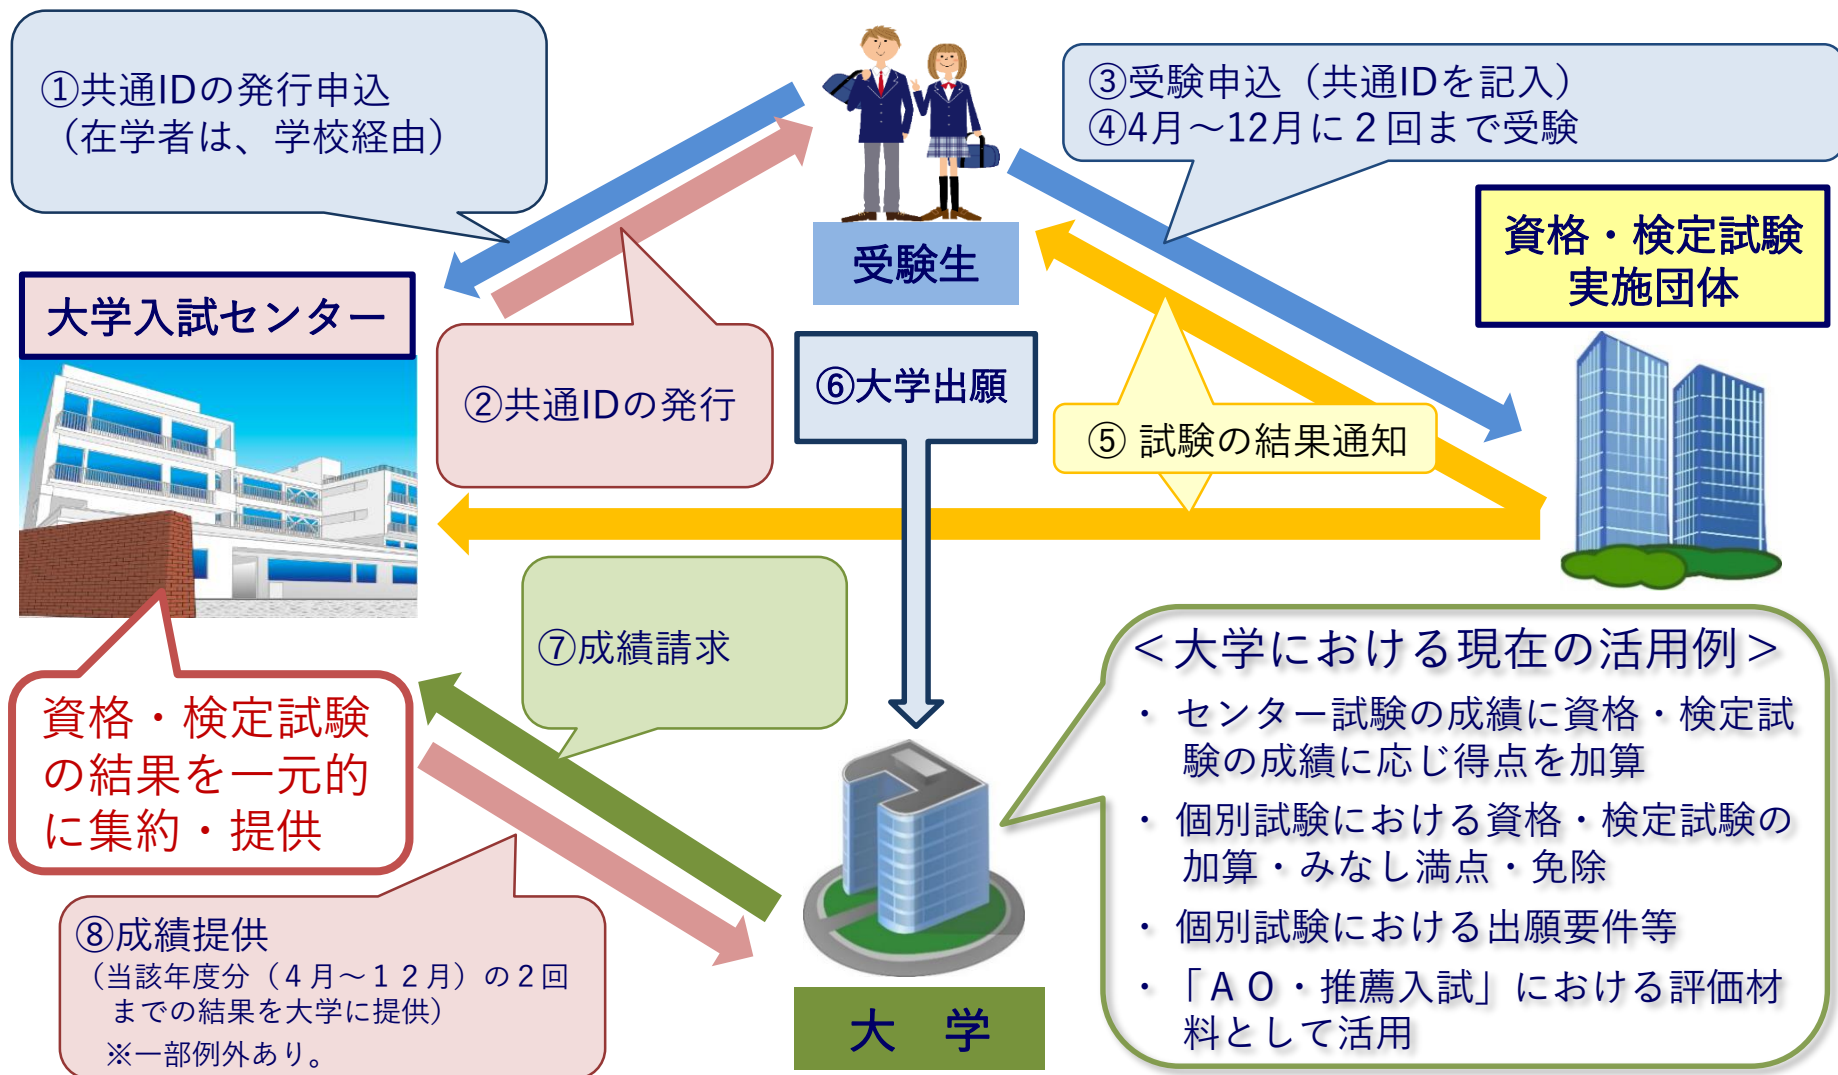 ①共通IDの発行申込
（在学者は、学校経由）
③受験申込（共通IDを記入）
④4月～12月に２回まで受験
受験生
資格・検定試験
実施団体
大学入試センター
②共通IDの発行
⑥大学出願
⑤ 試験の結果通知
⑦成績請求
資格・検定試験
の結果を一元的
に集約・提供
⑧成績提供
（当該年度分（４月～１２月）の２回
までの結果を大学に提供）
※一部例外あり。
大　学
＜大学における現在の活用例＞
・ センター試験の成績に資格・検定試
験の成績に応じ得点を加算
・ 個別試験における資格・検定試験の
加算・みなし満点・免除
・ 個別試験における出願要件等
・ 「ＡＯ・推薦入試」における評価材
料として活用